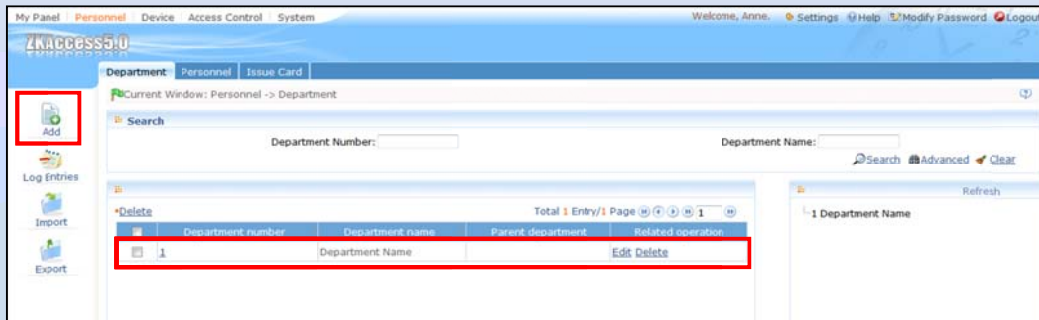 My Panel Personnel Device Access Control System Welcome, Anne. Settings Help Modify Password Logout
ZKAccess5.0
Department Personnel Issue Card
Current Window: Personnel -> Department
Add
Search
Department Number: Department Name:
Search Advanced Clear
Log Entries
Refresh
Delete Total 1 Entry/1 Page 1
1 Department Name
Import
Department number Department name Parent department Related operation
1 Department Name Edit Delete
Export